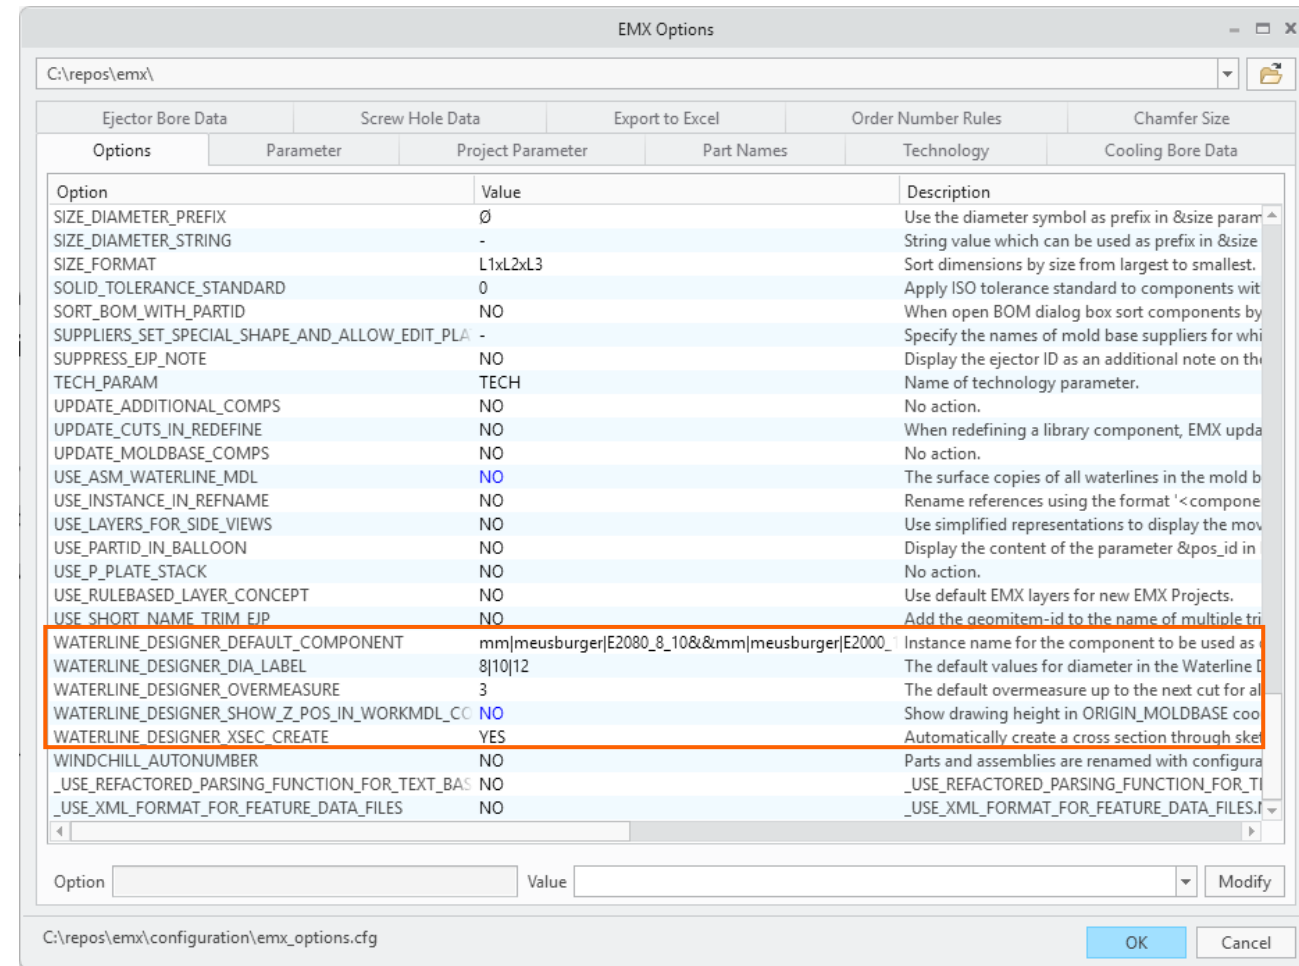 EMX Options
C:\repos\emx\
Ejector Bore Data Screw Hole Data Export to Excel Order Number Rules Chamfer Size
Options Parameter Project Parameter Part Names Technology Cooling Bore Data
Option Value Description
SIZE_DIAMETER_PREFIX Ø Use the diameter symbol as prefix in &size param
SIZE_DIAMETER_STRING - String value which can be used as prefix in &size
SIZE_FORMAT L1xL2xL3 Sort dimensions by size from largest to smallest.
SOLID_TOLERANCE_STANDARD 0 Apply ISO tolerance standard to components wit
SORT_BOM_WITH_PARTID NO When open BOM dialog box sort components by
SUPPLIERS_SET_SPECIAL_SHAPE_AND_ALLOW_EDIT_PLA - Specify the names of mold base suppliers for whi
SUPPRESS_EJP_NOTE NO Display the ejector ID as an additional note on the
TECH_PARAM TECH Name of technology parameter.
UPDATE_ADDITIONAL_COMPS NO No action.
UPDATE_CUTS_IN_REDEFINE NO When redefining a library component, EMX upda
UPDATE_MOLDBASE_COMPS NO No action.
USE_ASM_WATERLINE_MDL NO The surface copies of all waterlines in the mold b
USE_INSTANCE_IN_REFNAME NO Rename references using the format '<compone
USE_LAYERS_FOR_SIDE_VIEWS NO Use simplified representations to display the mov
USE_PARTID_IN_BALLOON NO Display the content of the parameter &pos_id in
USE_P_PLATE_STACK NO No action.
USE_RULEBASED_LAYER_CONCEPT NO Use default EMX layers for new EMX Projects.
USE_SHORT_NAME_TRIM_EJP NO Add the geomitem-id to the name of multiple tri
WATERLINE_DESIGNER_DEFAULT_COMPONENT mm|meusburger|E2080_8_10&&mm|meusburger|E2000_1 Instance name for the component to be used as
WATERLINE_DESIGNER_DIA_LABEL 8|10|12 The default values for diameter in the Waterline D
WATERLINE_DESIGNER_OVERMEASURE 3 The default overmeasure up to the next cut for al
WATERLINE_DESIGNER_SHOW_Z_POS_IN_WORKMDL_CO NO Show drawing height in ORIGIN_MOLDBASE coo
WATERLINE_DESIGNER_XSEC_CREATE YES Automatically create a cross section through sket
WINDCHILL_AUTONUMBER NO Parts and assemblies are renamed with configura
_USE_REFACTORED_PARSING_FUNCTION_FOR_TEXT_BAS NO _USE_REFACTORED_PARSING_FUNCTION_FOR_T
_USE_XML_FORMAT_FOR_FEATURE_DATA_FILES NO _USE_XML_FORMAT_FOR_FEATURE_DATA_FILES.
Option Value Modify
C:\repos\emx\configuration\emx_options.cfg OK Cancel